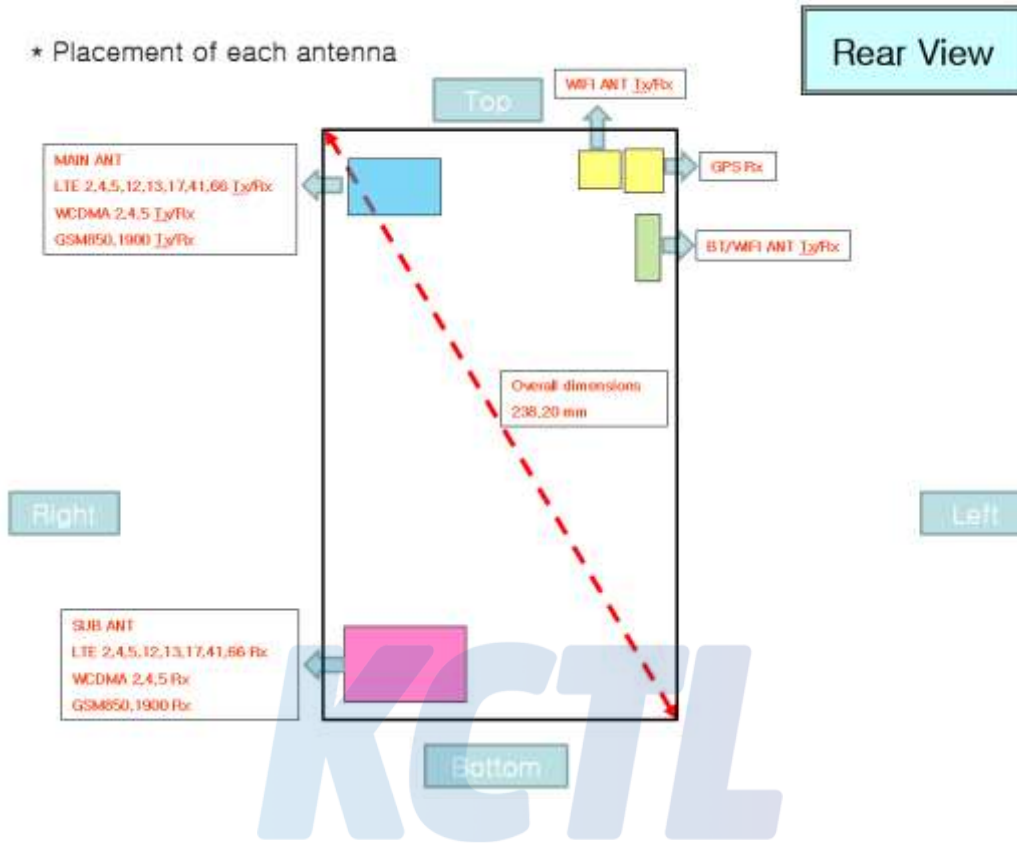 * Placement of each antenna
Rear View
Top
WIFI ANT Tx/Rx
MAIN ANT
LTE 2,4,5,12,13,17,41,66 Tx/Rx
WCDMA 2,4,5 Tx/Rx
GSM850,1900 Tx/Rx
GPS Rx
BT/WIFI ANT Tx/Rx
Overall dimensions
238,20 mm
Right
Left
SUB ANT
LTE 2,4,5,12,13,17,41,66 Rx
WCDMA 2,4,5 Rx
GSM850,1900 Rx
Bottom
KCTL